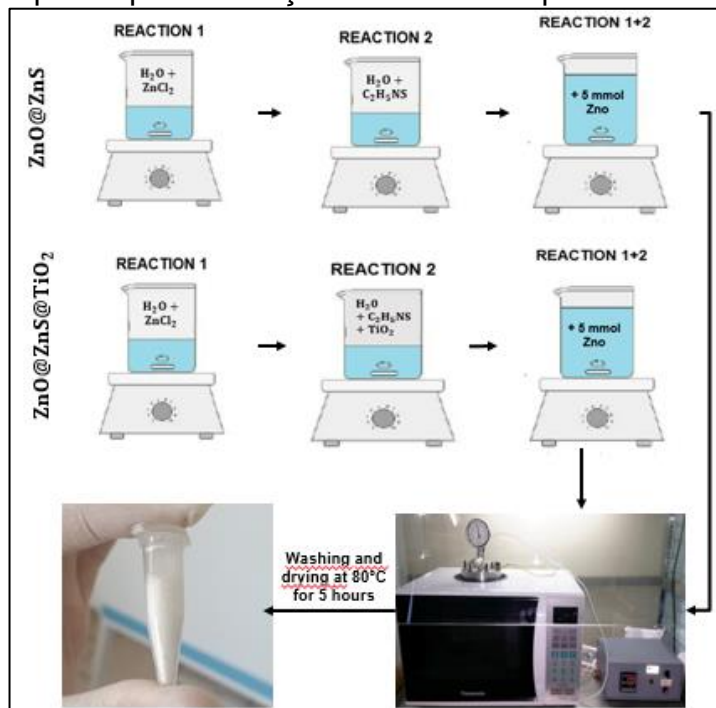 REACTION 1
REACTION 2
REACTION 1+2
ZnO@ZnS
H₂O +
ZnCl₂
H₂O +
C₂H₅NS
+ 5 mmol
Zno
REACTION 1
REACTION 2
REACTION 1+2
ZnO@ZnS@TiO₂
H₂O +
ZnCl₂
H₂O
+ C₂H₅NS
+ TiO₂
+ 5 mmol
Zno
Washing and
drying at 80°C
for 5 hours
Panasonic